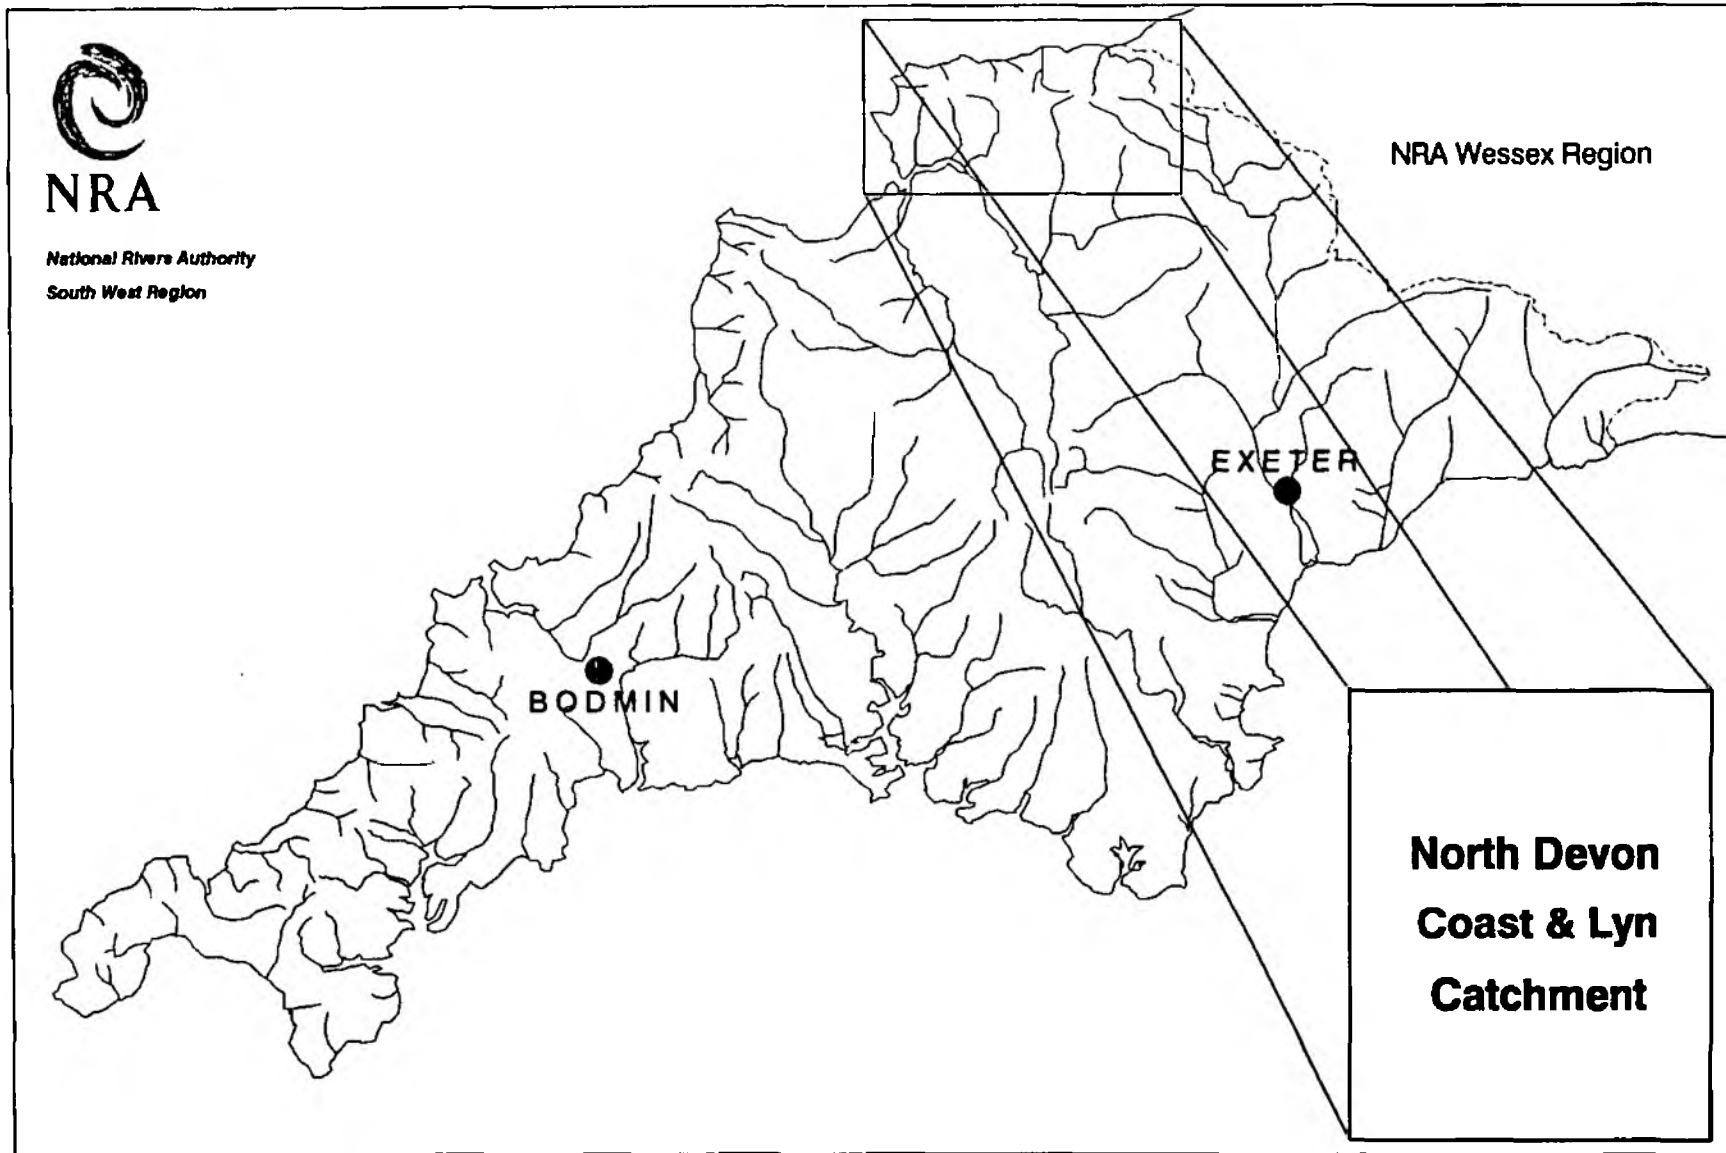 NRA
National Rivers Authority
South West Region
NRA Wessex Region
EXETER
BODMIN
North Devon
Coast & Lyn
Catchment